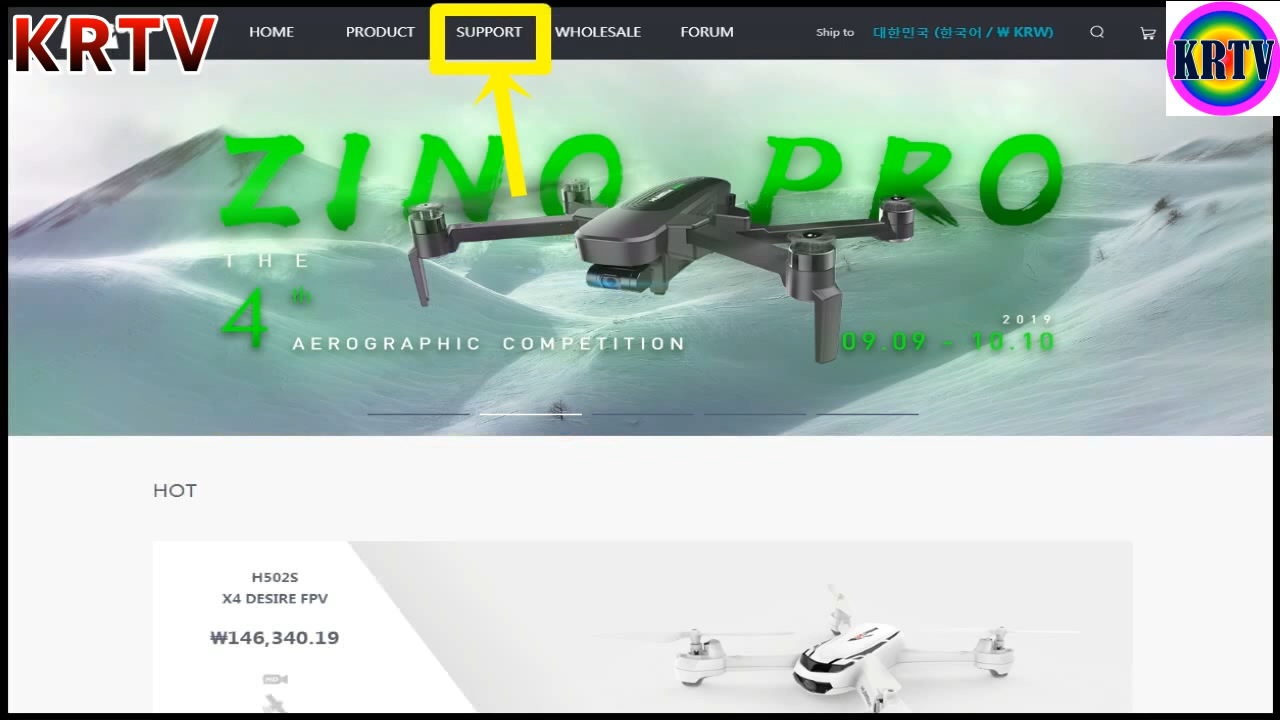 KRTV
HOME PRODUCT SUPPORT WHOLESALE FORUM Ship to 대한민국 (한국어 / ₩ KRW)
KRTV
ZINO PRO
THE
4th
AEROGRAPHIC COMPETITION
2019
09.09 - 10.10
HOT
H502S
X4 DESIRE FPV
₩146,340.19
HD